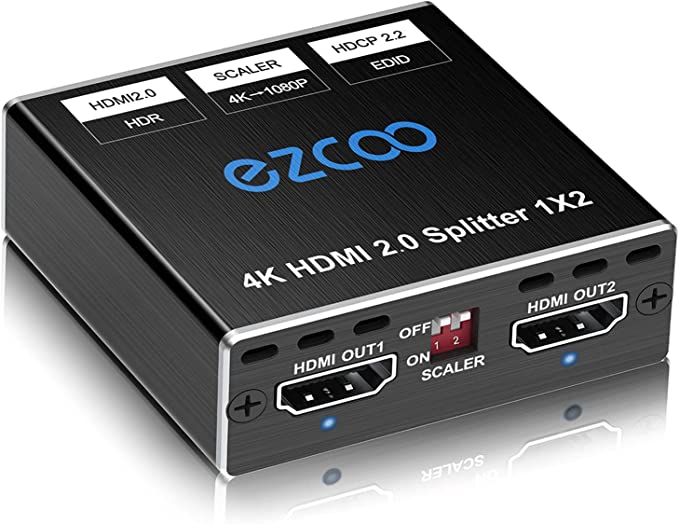 HDMI2.0
HDR
SCALER
4K→1080P
HDCP 2.2
EDID
ezcoo
4K HDMI 2.0 Splitter 1X2
HDMI OUT1
OFF
1 2
ON
SCALER
HDMI OUT2